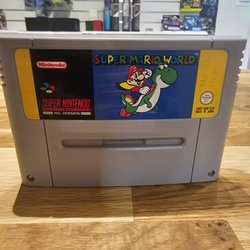 Nintendo
SUPER MARIO WORLD
SUPER NINTENDO
ENTERTAINMENT SYSTEM
PAL VERSION